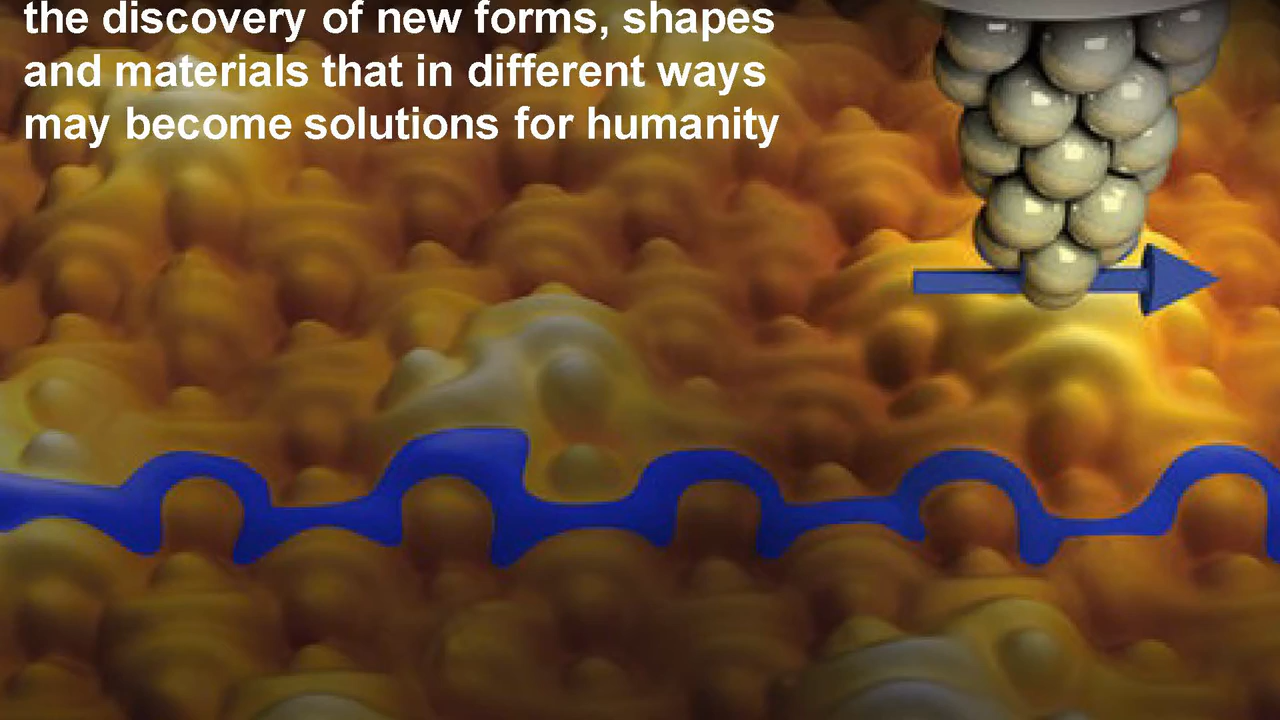 the discovery of new forms, shapes
and materials that in different ways
may become solutions for humanity